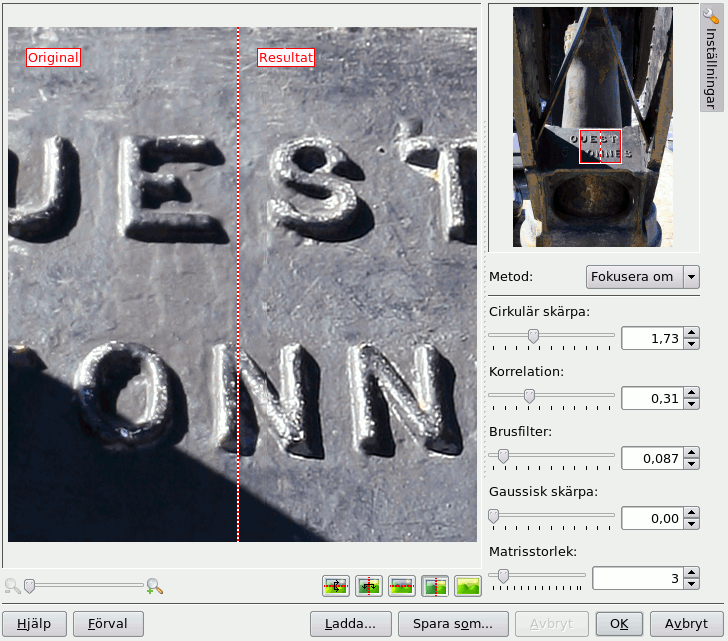 Original
Resultat
UEST
ONN
OUEST
Inställningar
Metod:
Fokusera om
Cirkulär skärpa:
1,73
Korrelation:
0,31
Brusfilter:
0,087
Gaussisk skärpa:
0,00
Matrisstorlek:
3
Hjälp
Förval
Ladda...
Spara som...
Avbryt
OK
Avbryt